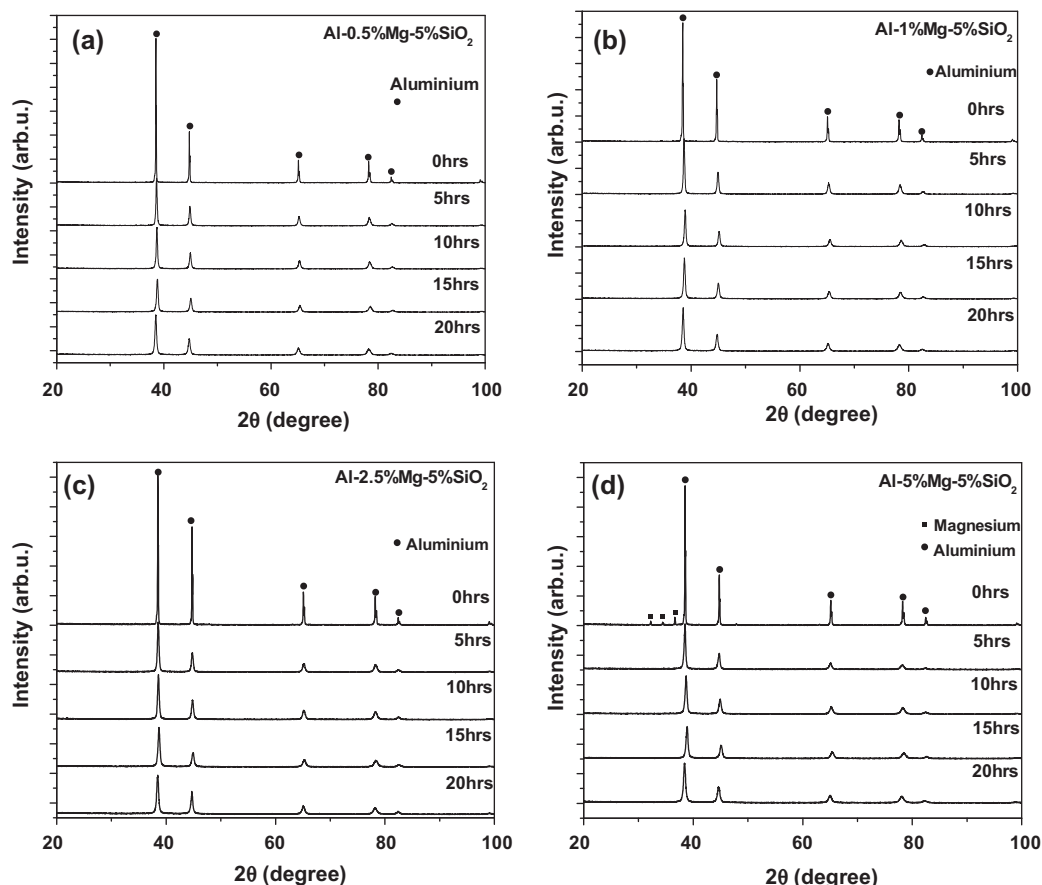 (a)
Al-0.5%Mg-5%SiO₂
Aluminium
0hrs
5hrs
10hrs
15hrs
20hrs
Intensity (arb.u.)
20 40 60 80 100
2θ (degree)
(b)
Al-1%Mg-5%SiO₂
Aluminium
0hrs
5hrs
10hrs
15hrs
20hrs
Intensity (arb.u.)
20 40 60 80 100
2θ (degree)
(c)
Al-2.5%Mg-5%SiO₂
Aluminium
0hrs
5hrs
10hrs
15hrs
20hrs
Intensity (arb.u.)
20 40 60 80 100
2θ (degree)
(d)
Al-5%Mg-5%SiO₂
Magnesium
Aluminium
0hrs
5hrs
10hrs
15hrs
20hrs
Intensity (arb.u.)
20 40 60 80 100
2θ (degree)